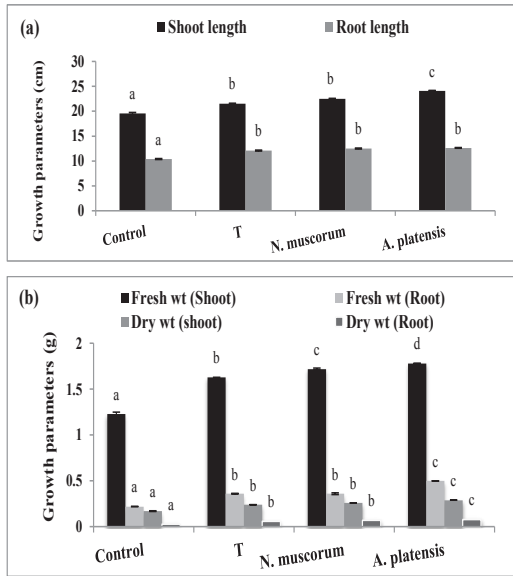 (a)
Shoot length Root length
Growth parameters (cm)
30
25
20
15
10
5
0
a a b b b b c b
Control T N. muscorum A. platensis
(b)
Fresh wt (Shoot) Fresh wt (Root)
Dry wt (shoot) Dry wt (Root)
Growth parameters (g)
2
1.5
1
0.5
0
a a a a b b b b c b b b d c c c
Control T N. muscorum A. platensis